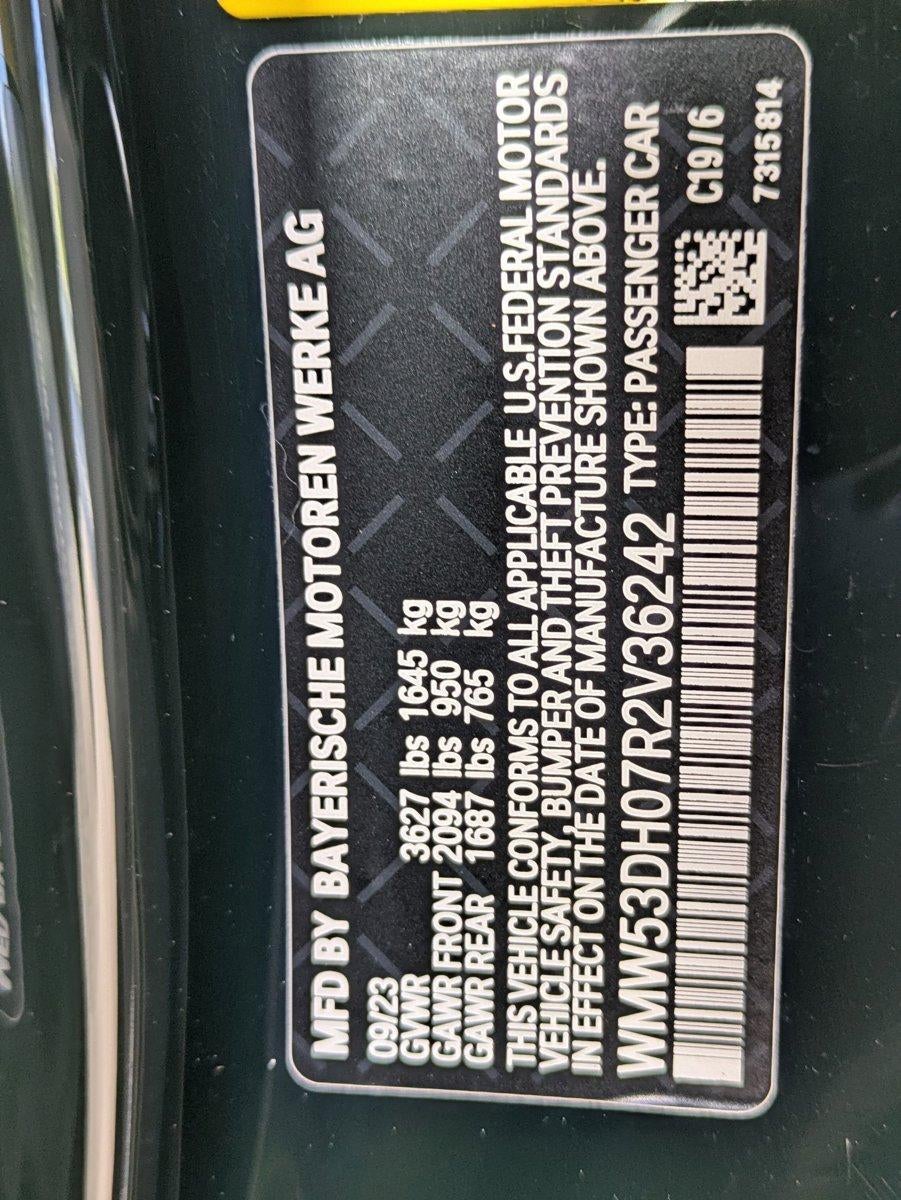 MFD BY BAYERISCHE MOTOREN WERKE AG
09/23
GVWR 3627 lbs 1645 kg
GAWR FRONT 2094 lbs 950 kg
GAWR REAR 1687 lbs 765 kg
THIS VEHICLE CONFORMS TO ALL APPLICABLE U.S.FEDERAL MOTOR
VEHICLE SAFETY, BUMPER AND THEFT PREVENTION STANDARDS
IN EFFECT ON THE DATE OF MANUFACTURE SHOWN ABOVE.
WMW53DH07R2V36242 TYPE: PASSENGER CAR
C19/6
7315814